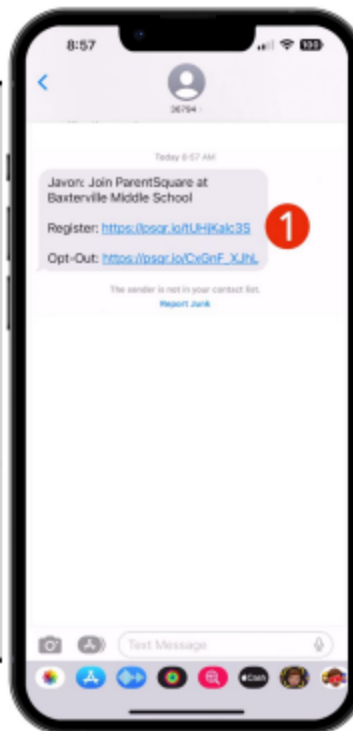 8:57
100
36794
Today 8:57 AM
Javon: Join ParentSquare at
Baxterville Middle School
Register: https://psqr.io/tUHjKalc3S
1
Opt-Out: https://psqr.io/CxGnF_XJhL
The sender is not in your contact list.
Report Junk
Text Message
Cash